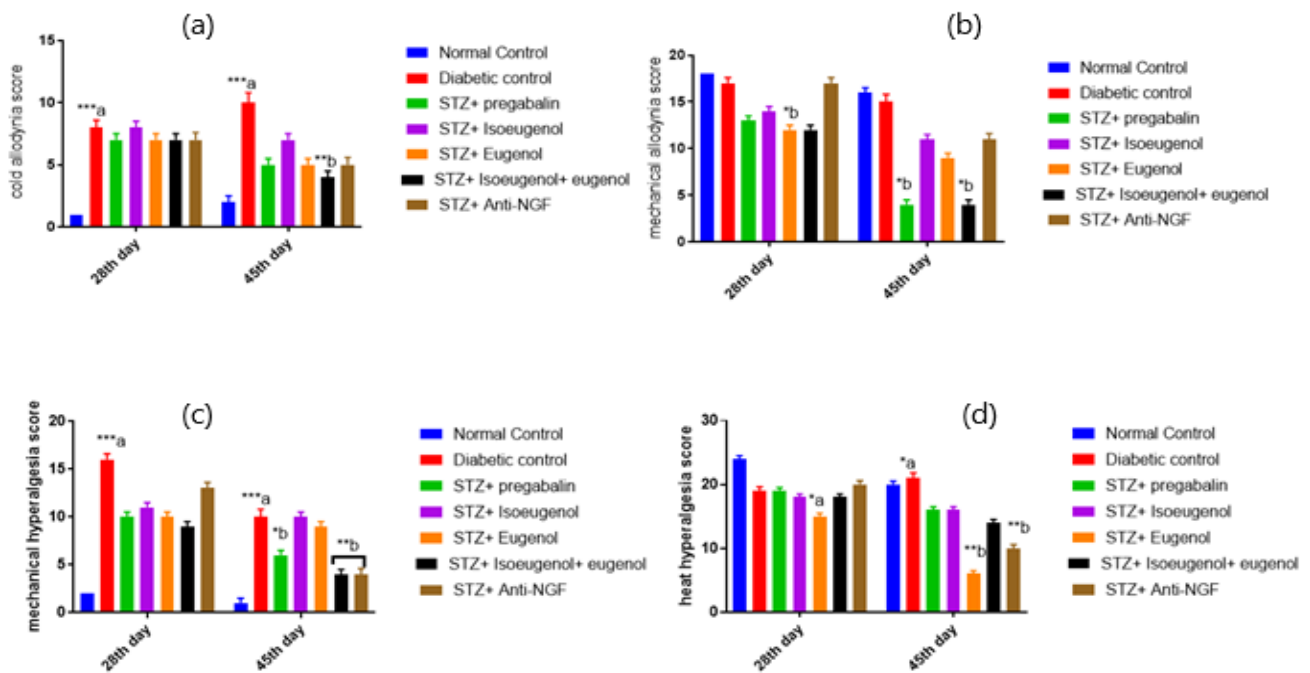 (a)
cold allodynia score
15
10
5
0
***a
***a
**b
28th day
45th day
Normal Control
Diabetic control
STZ+ pregabalin
STZ+ Isoeugenol
STZ+ Eugenol
STZ+ Isoeugenol+ eugenol
STZ+ Anti-NGF
(b)
mechanical allodynia score
20
15
10
5
0
*b
*b
*b
28th day
45th day
Normal Control
Diabetic control
STZ+ pregabalin
STZ+ Isoeugenol
STZ+ Eugenol
STZ+ Isoeugenol+ eugenol
STZ+ Anti-NGF
(c)
mechanical hyperalgesia score
20
15
10
5
0
***a
***a
*b
**b
28th day
45th day
Normal Control
Diabetic control
STZ+ pregabalin
STZ+ Isoeugenol
STZ+ Eugenol
STZ+ Isoeugenol+ eugenol
STZ+ Anti-NGF
(d)
heat hyperalgesia score
30
20
10
0
*a
*a
**b
**b
28th day
45th day
Normal Control
Diabetic control
STZ+ pregabalin
STZ+ Isoeugenol
STZ+ Eugenol
STZ+ Isoeugenol+ eugenol
STZ+ Anti-NGF